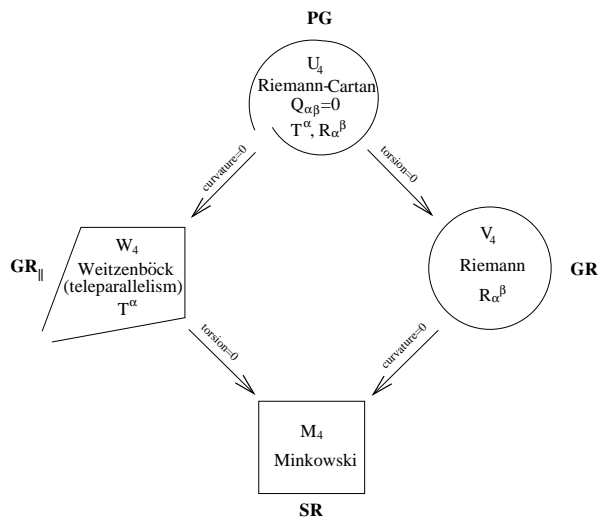 PG
U₄
Riemann-Cartan
Qαβ=0
Tα, Rαβ
curvature=0
torsion=0
GR||
W₄
Weitzenböck
(teleparallelism)
Tα
V₄
Riemann
Rαβ
GR
torsion=0
curvature=0
M₄
Minkowski
SR